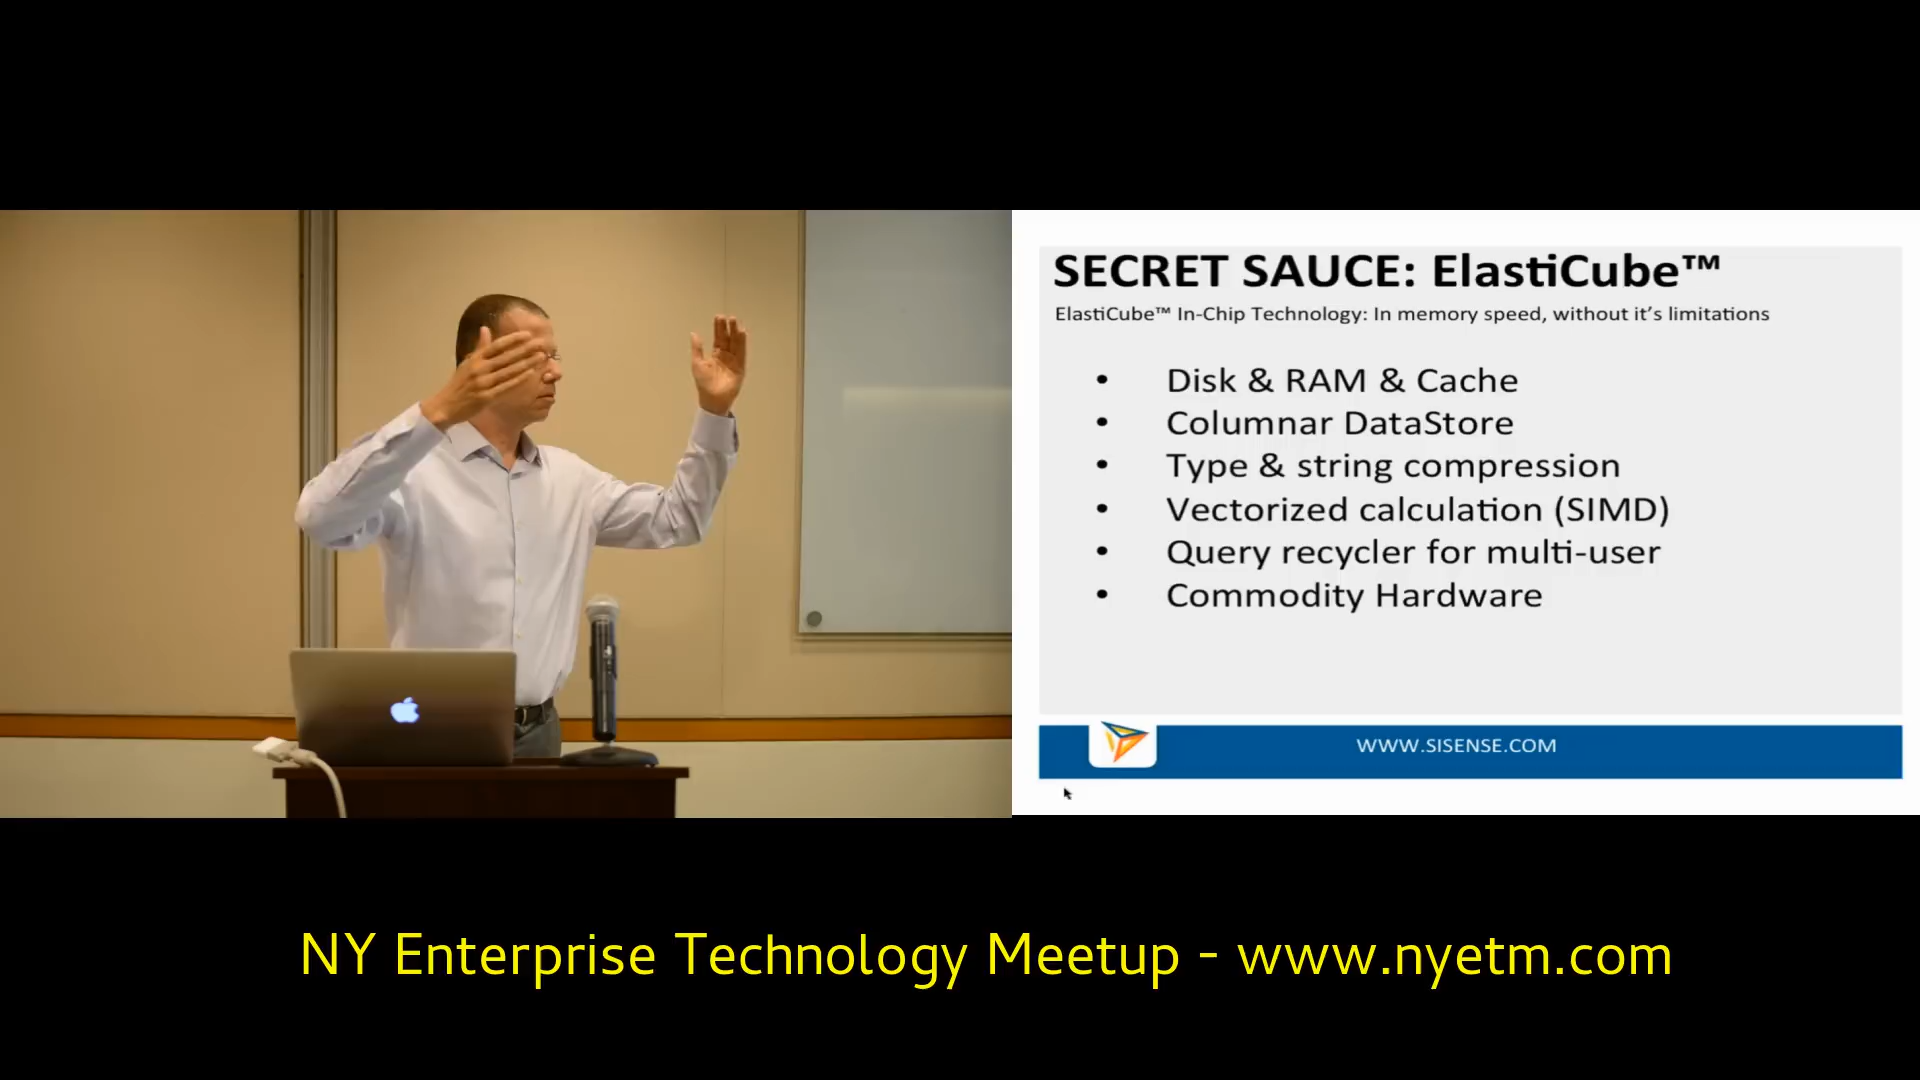 SECRET SAUCE: ElastiCube™
ElastiCube™ In-Chip Technology: In memory speed, without it's limitations
• Disk & RAM & Cache
• Columnar DataStore
• Type & string compression
• Vectorized calculation (SIMD)
• Query recycler for multi-user
• Commodity Hardware
WWW.SISENSE.COM
NY Enterprise Technology Meetup - www.nyetm.com